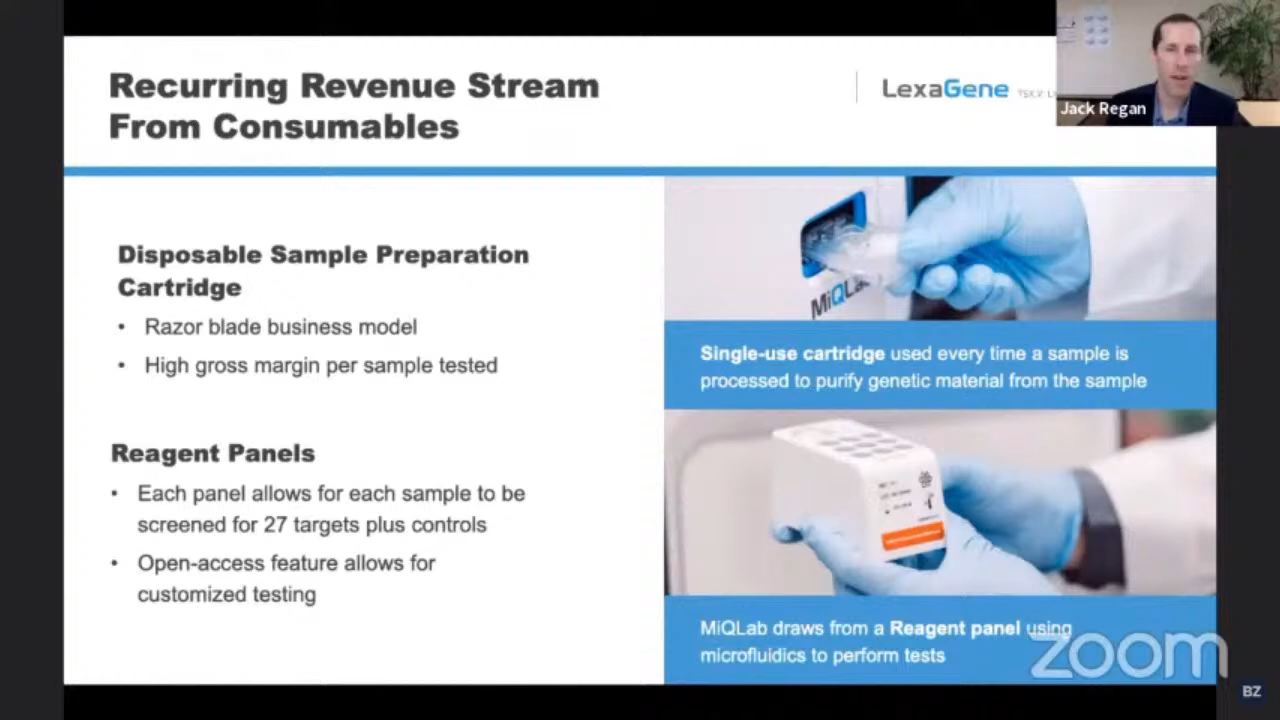 Recurring Revenue Stream
From Consumables
LexaGene
TSX.V:
Jack Regan
Disposable Sample Preparation
Cartridge
• Razor blade business model
• High gross margin per sample tested
Reagent Panels
• Each panel allows for each sample to be
screened for 27 targets plus controls
• Open-access feature allows for
customized testing
MiQLa
Single-use cartridge used every time a sample is
processed to purify genetic material from the sample
MiQLab draws from a Reagent panel using
microfluidics to perform tests
zoom
BZ